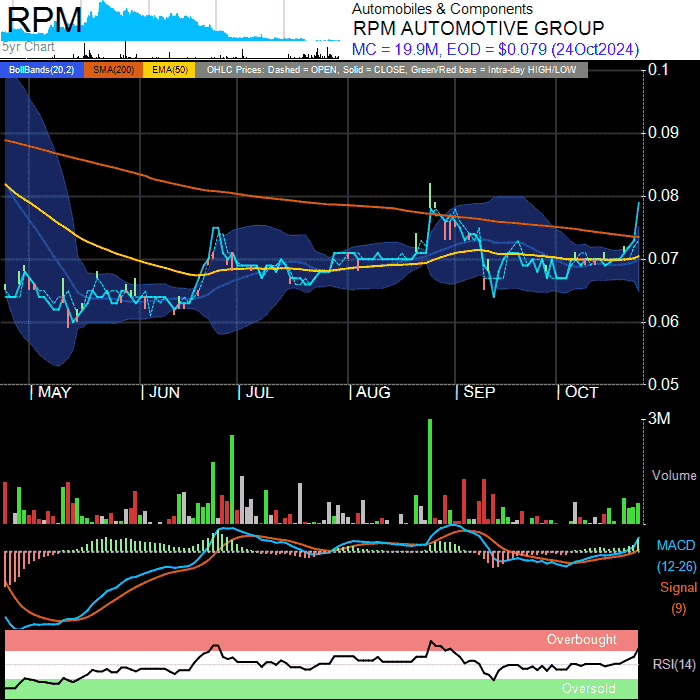 RPM
5yr Chart
Automobiles & Components
RPM AUTOMOTIVE GROUP
MC = 19.9M, EOD = $0.079 (24Oct2024)
BollBands(20,2) SMA(200) EMA(50) OHLC Prices: Dashed = OPEN, Solid = CLOSE, Green/Red bars = Intra-day HIGH/LOW
0.1
0.09
0.08
0.07
0.06
0.05
MAY JUN JUL AUG SEP OCT
3M
Volume
MACD
(12-26)
Signal
(9)
Overbought
RSI(14)
Oversold